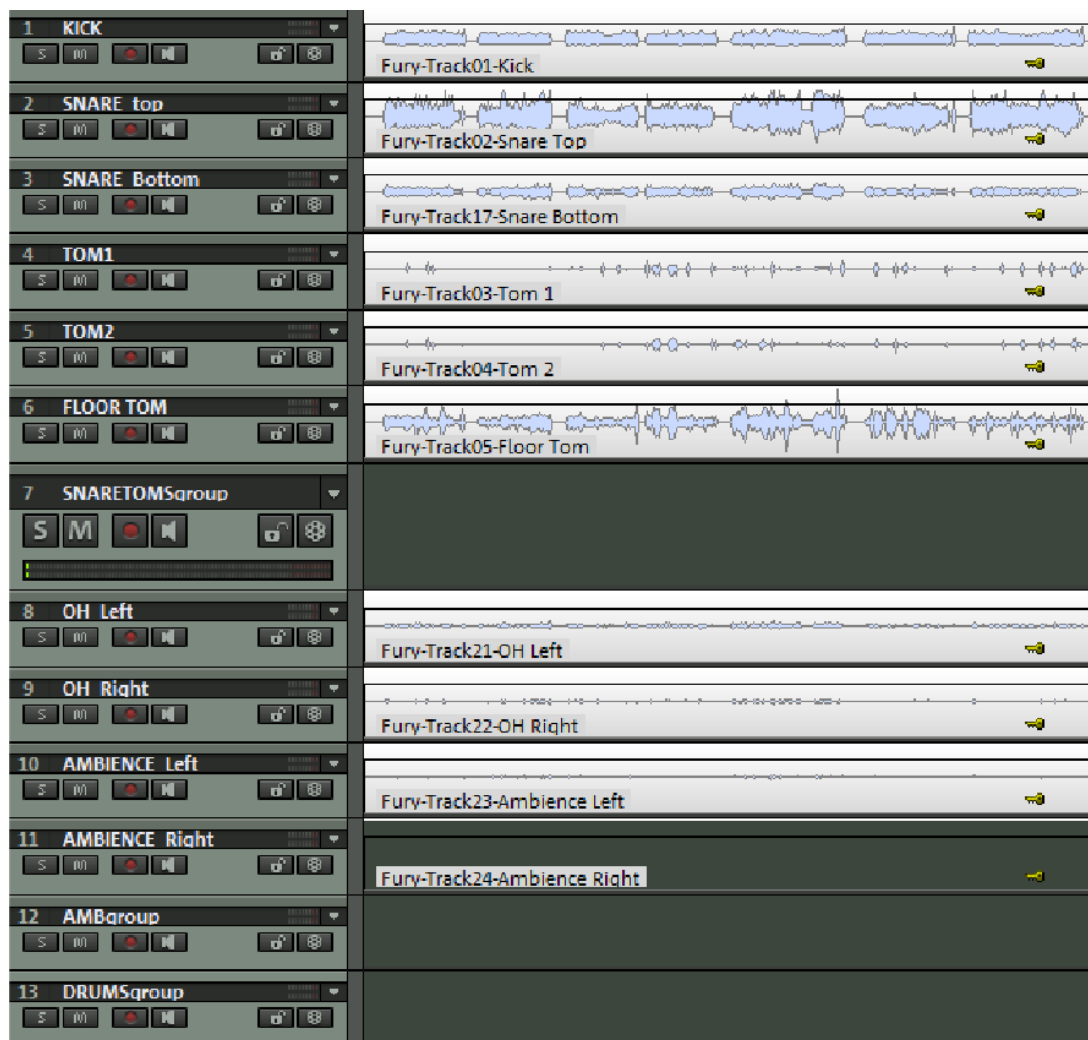 1 KICK
S M
Fury-Track01-Kick
2 SNARE top
S M
Fury-Track02-Snare Top
3 SNARE Bottom
S M
Fury-Track17-Snare Bottom
4 TOM1
S M
Fury-Track03-Tom 1
5 TOM2
S M
Fury-Track04-Tom 2
6 FLOOR TOM
S M
Fury-Track05-Floor Tom
7 SNARETOMSgroup
S M
8 OH Left
S M
Fury-Track21-OH Left
9 OH Right
S M
Fury-Track22-OH Right
10 AMBIENCE Left
S M
Fury-Track23-Ambience Left
11 AMBIENCE Right
S M
Fury-Track24-Ambience Right
12 AMBgroup
S M
13 DRUMSgroup
S M